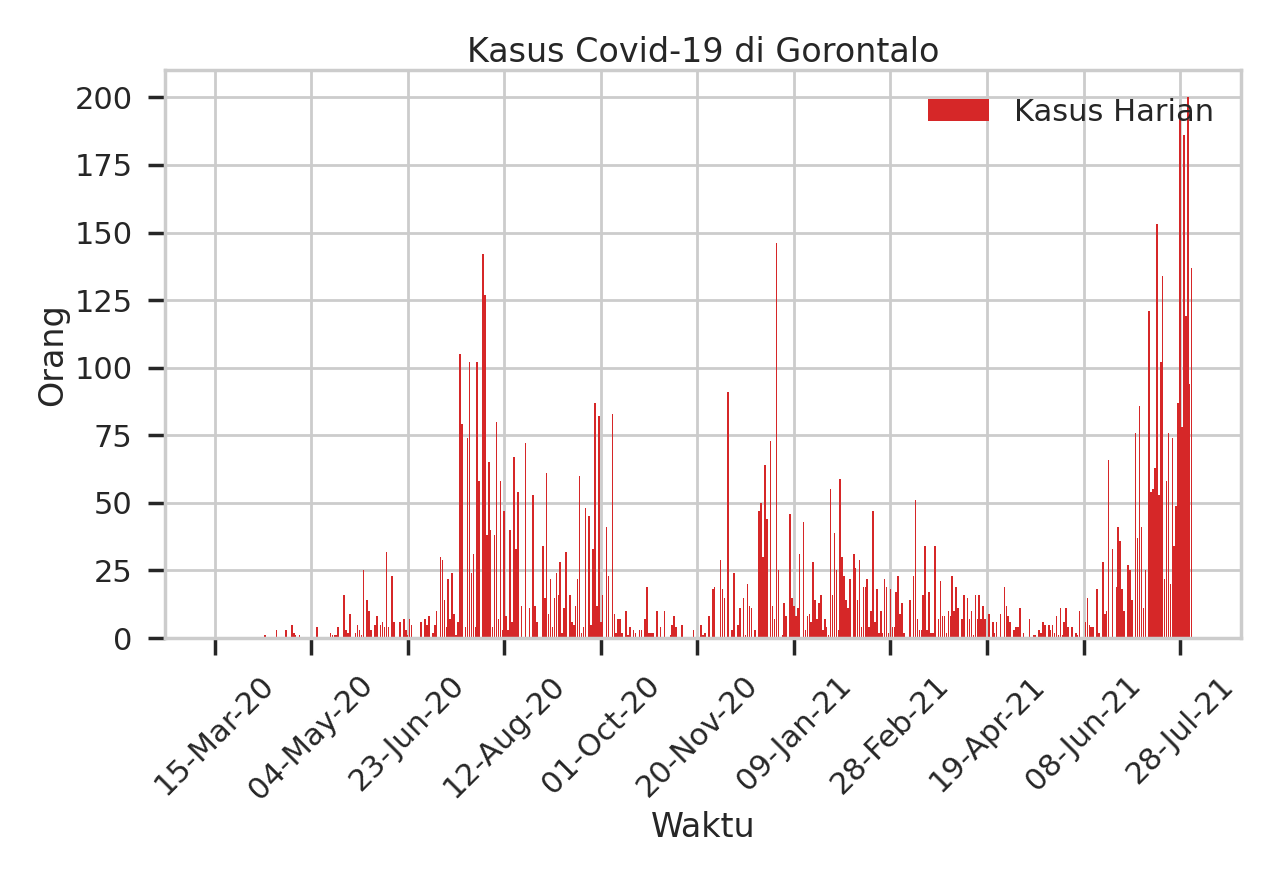 Kasus Covid-19 di Gorontalo
Kasus Harian
Orang
200
175
150
125
100
75
50
25
0
15-Mar-20
04-May-20
23-Jun-20
12-Aug-20
01-Oct-20
20-Nov-20
09-Jan-21
28-Feb-21
19-Apr-21
08-Jun-21
28-Jul-21
Waktu